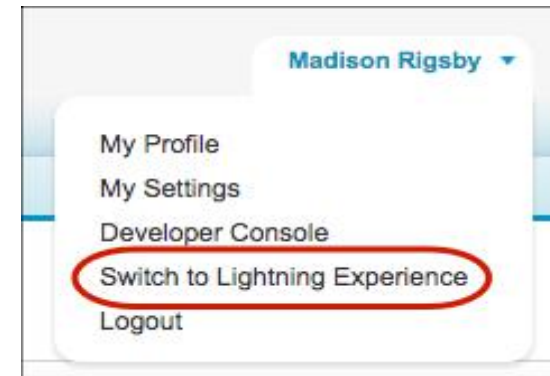 Madison Rigsby
My Profile
My Settings
Developer Console
Switch to Lightning Experience
Logout